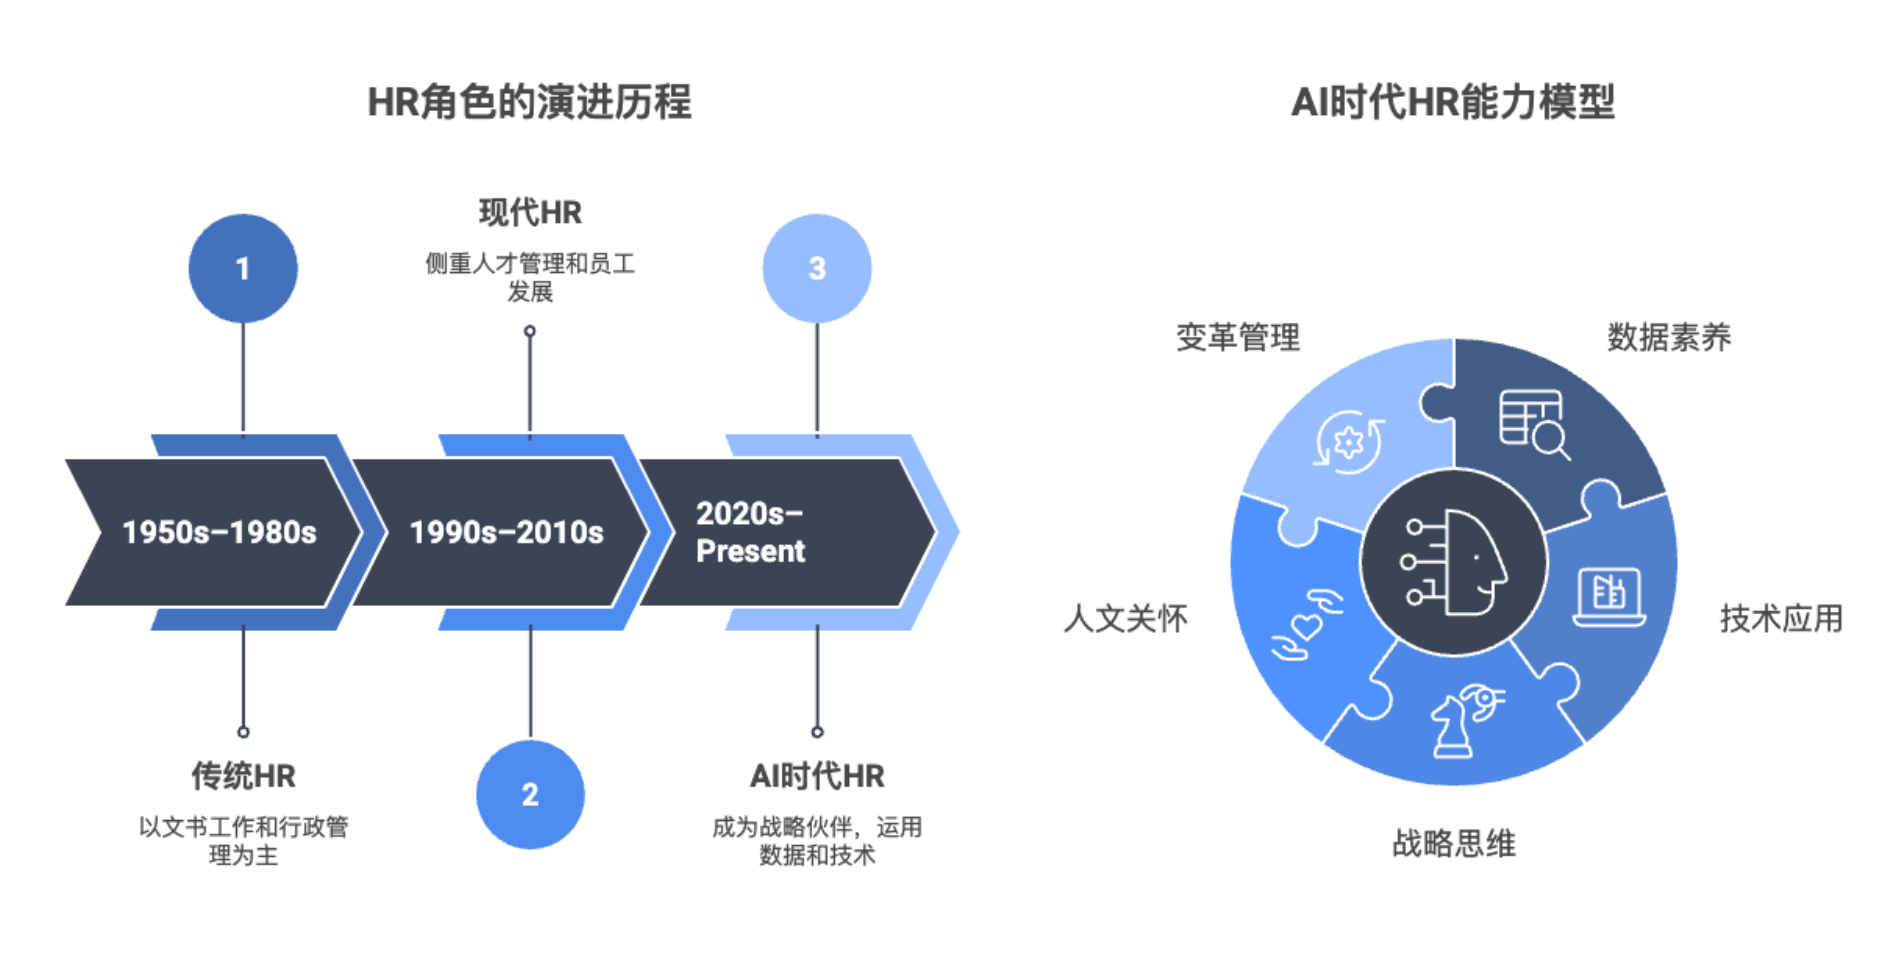 HR角色的演进历程
1
现代HR
侧重人才管理和员工
发展
3
1950s–1980s
1990s–2010s
2020s–
Present
传统HR
以文书工作和行政管
理为主
2
AI时代HR
成为战略伙伴，运用
数据和技术
AI时代HR能力模型
变革管理
数据素养
人文关怀
技术应用
战略思维